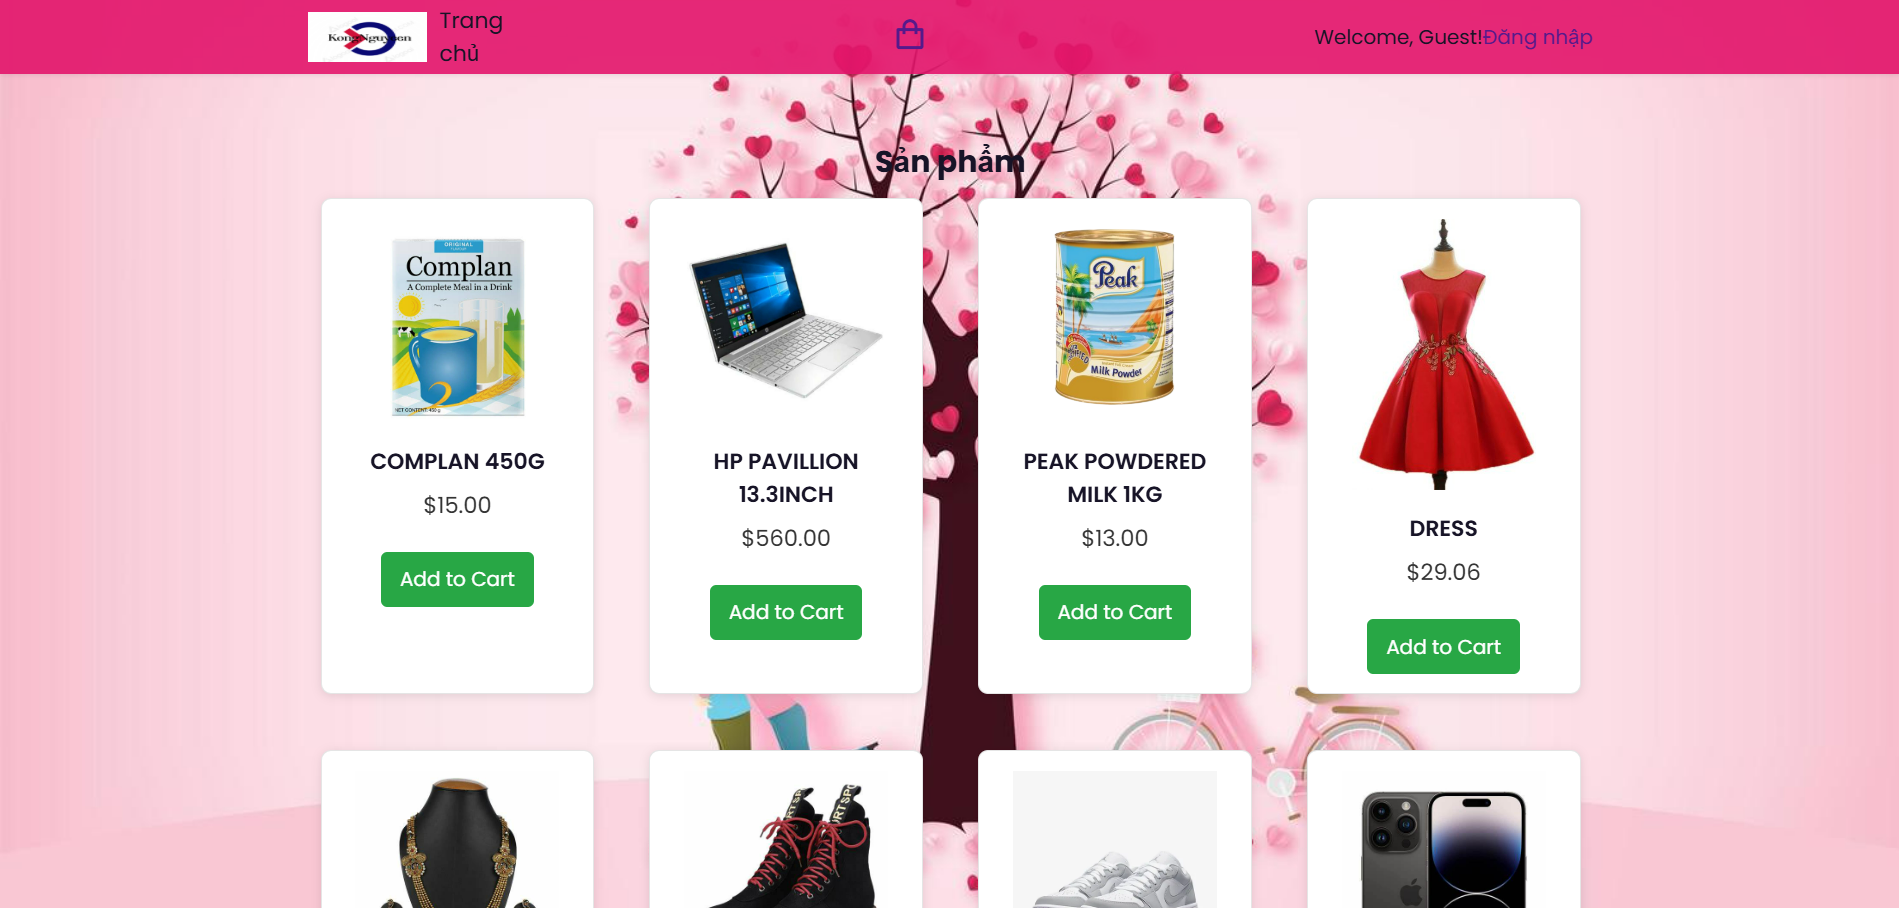 KongNguyaen
Trang
chủ
Welcome, Guest!Đăng nhập
Sản phẩm
ORIGINAL
Complan
A Complete Meal in a Drink
NET CONTENT: 450g
COMPLAN 450G
$15.00
Add to Cart
HP PAVILLION
13.3INCH
$560.00
Add to Cart
Peak
Milk Powder
PEAK POWDERED
MILK 1KG
$13.00
Add to Cart
DRESS
$29.06
Add to Cart